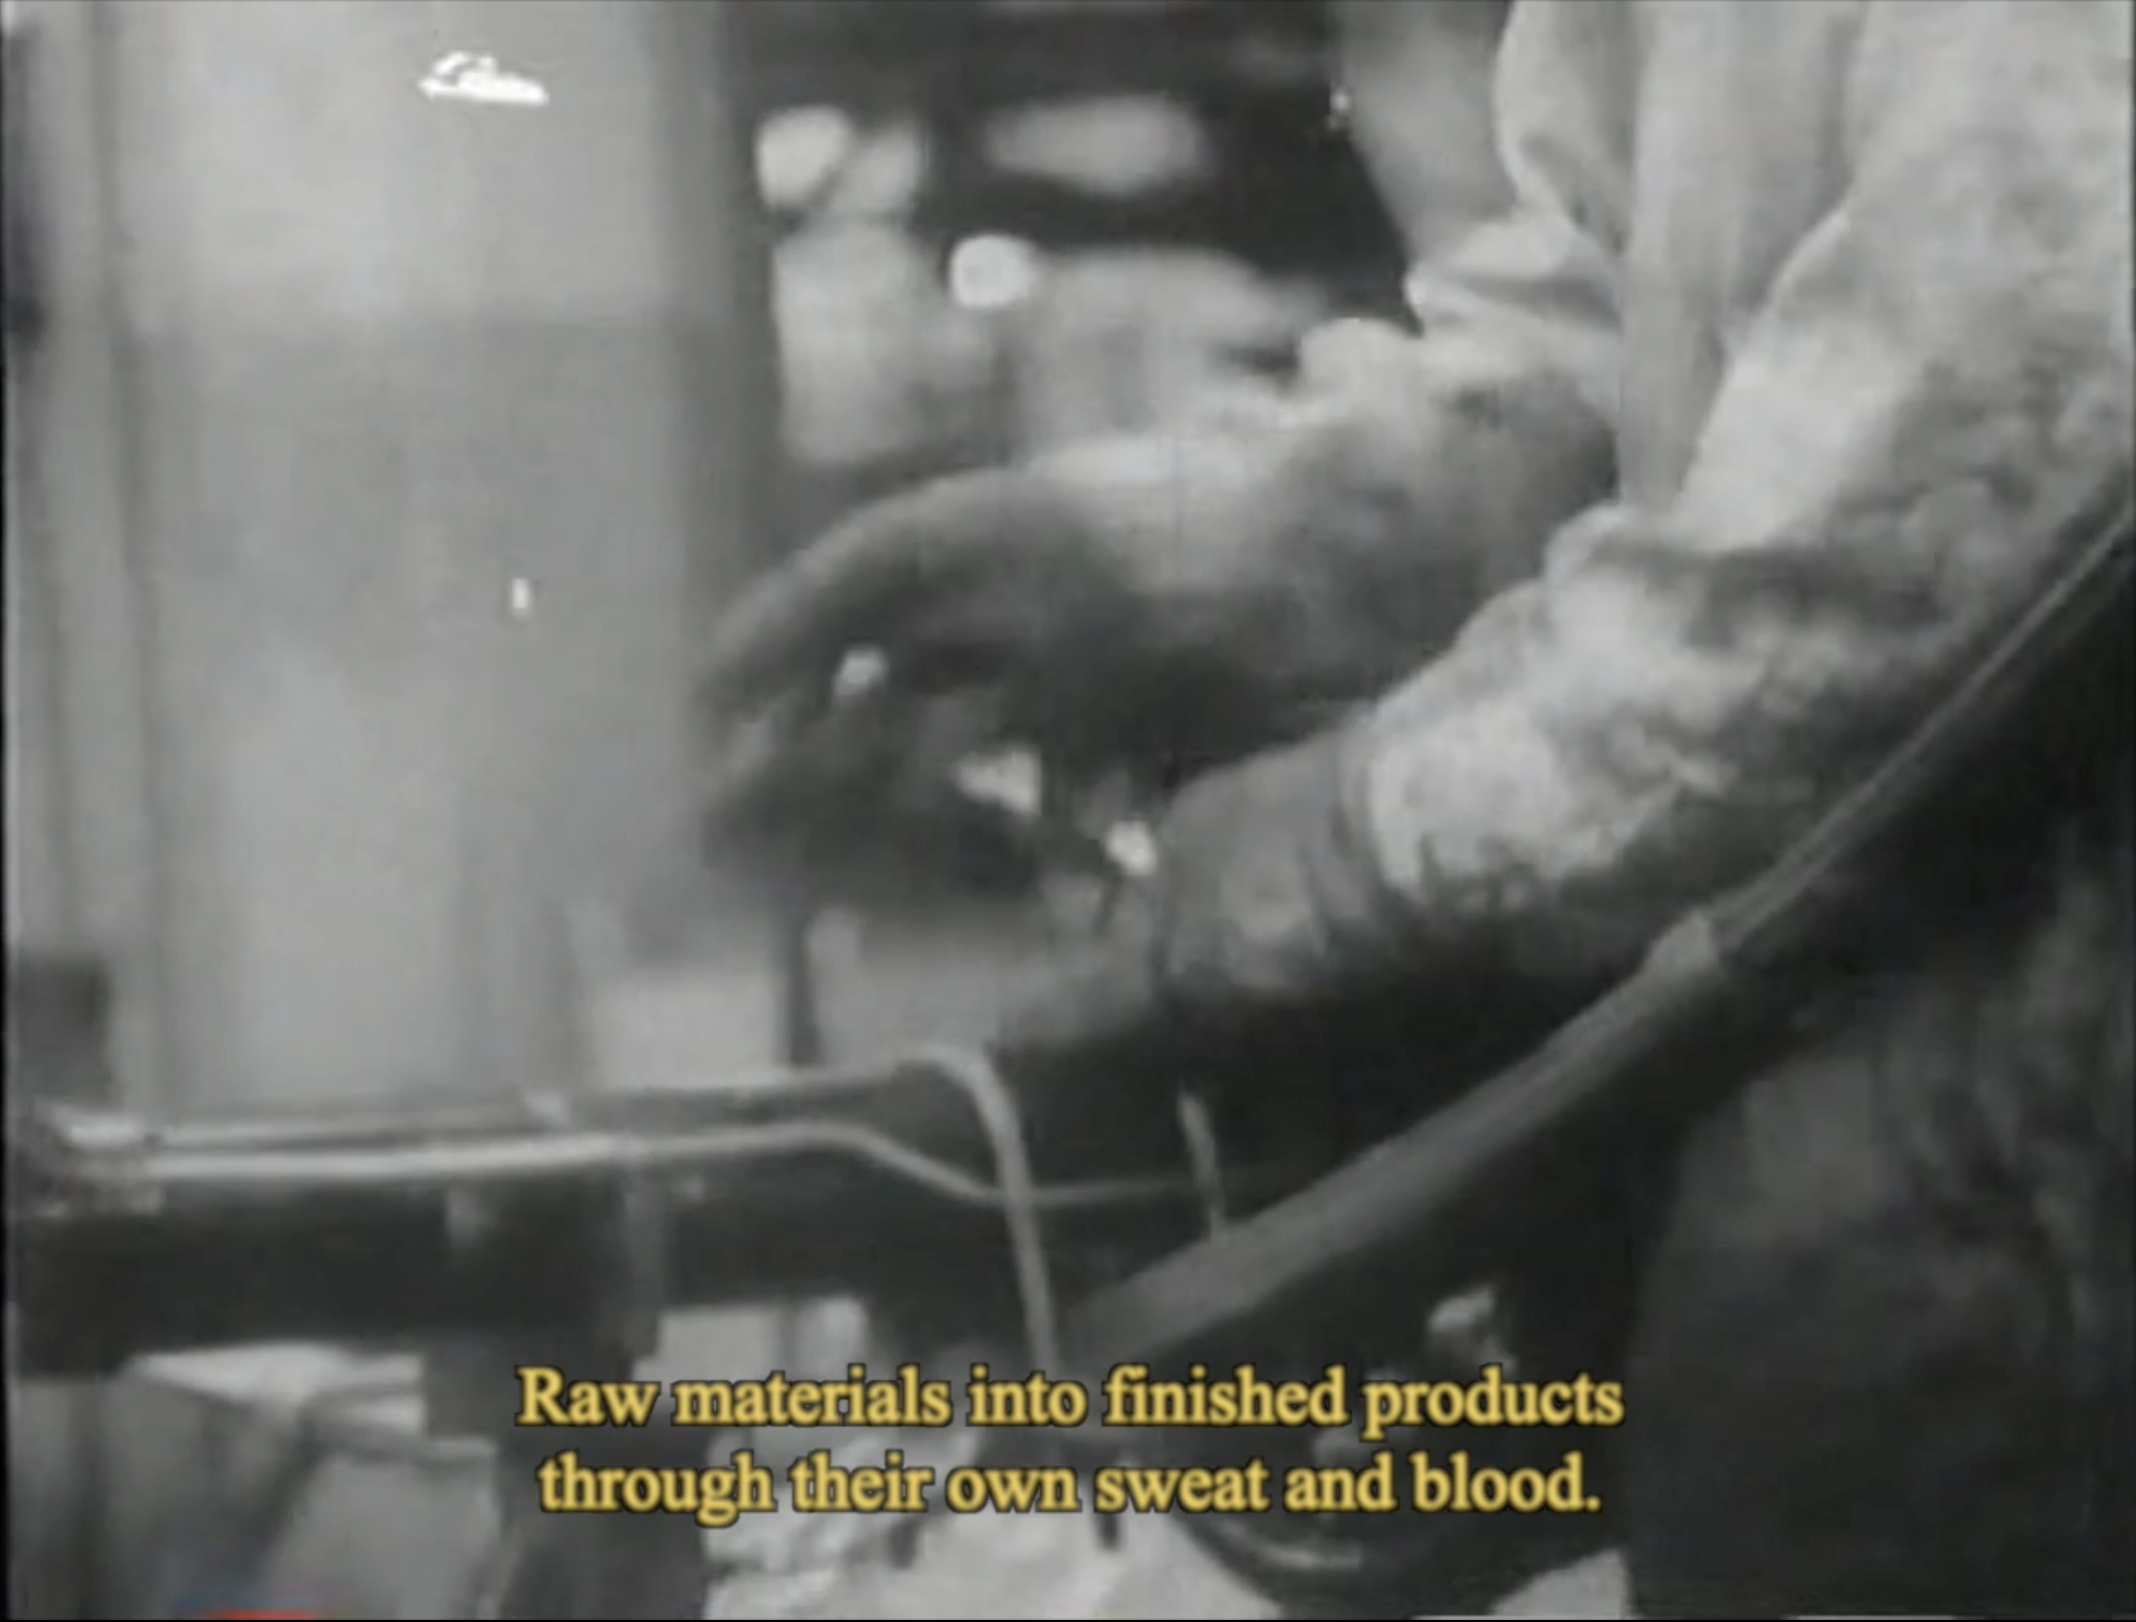 Raw materials into finished products
through their own sweat and blood.